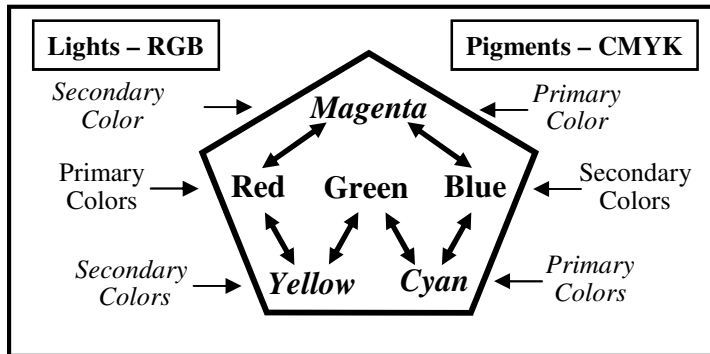 Lights – RGB
Pigments – CMYK
Secondary
Color
Magenta
Primary
Color
Primary
Colors
Red Green Blue
Secondary
Colors
Secondary
Colors
Yellow Cyan
Primary
Colors